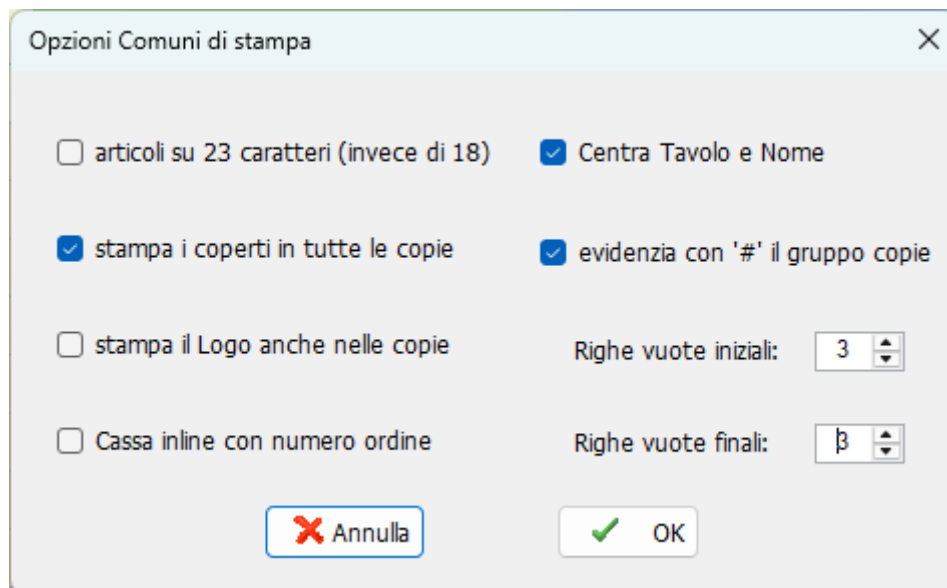 Opzioni Comuni di stampa
articoli su 23 caratteri (invece di 18)
Centra Tavolo e Nome
stampa i coperti in tutte le copie
evidenzia con '#' il gruppo copie
stampa il Logo anche nelle copie
Righe vuote iniziali: 3
Cassa inline con numero ordine
Righe vuote finali: 3
Annulla
OK